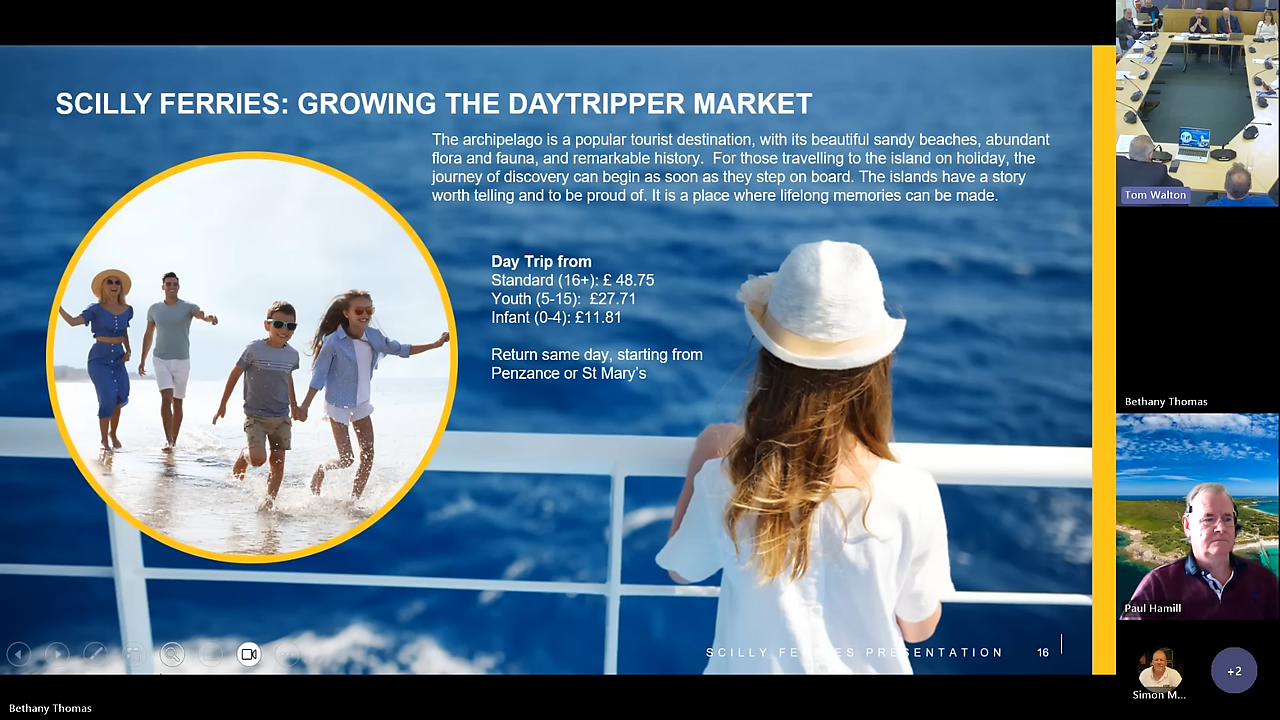 SCILLY FERRIES: GROWING THE DAYTRIPPER MARKET
The archipelago is a popular tourist destination, with its beautiful sandy beaches, abundant
flora and fauna, and remarkable history. For those travelling to the island on holiday, the
journey of discovery can begin as soon as they step on board. The islands have a story
worth telling and to be proud of. It is a place where lifelong memories can be made.
Day Trip from
Standard (16+): £ 48.75
Youth (5-15): £27.71
Infant (0-4): £11.81
Return same day, starting from
Penzance or St Mary's
SCILLY FERRIES PRESENTATION 16
Tom Walton
Bethany Thomas
Paul Hamill
Simon M...
+2
Bethany Thomas